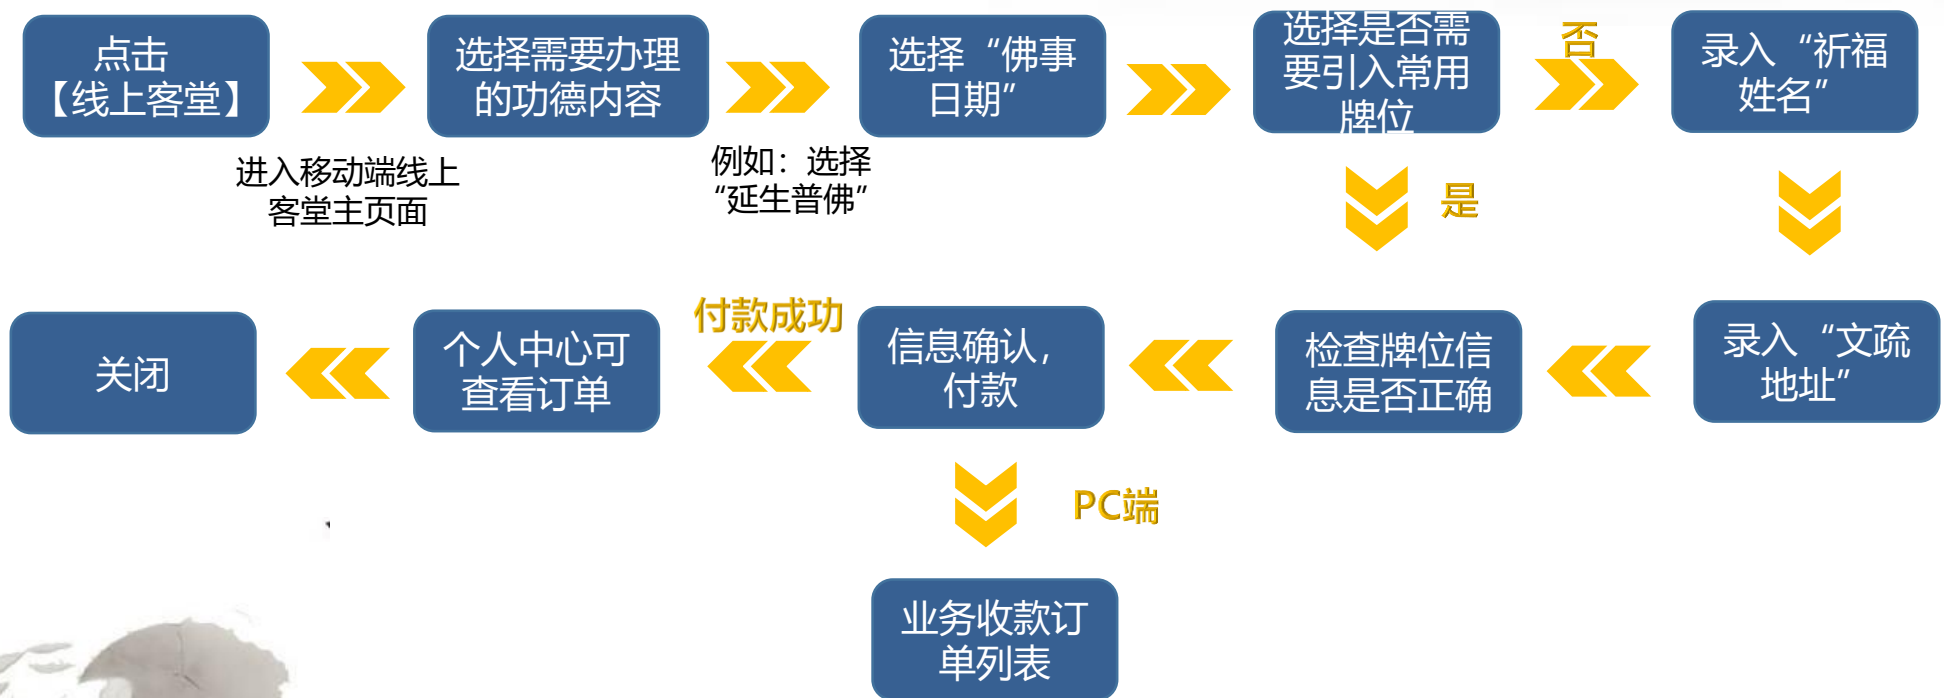 点击
【线上客堂】
进入移动端线上
客堂主页面
选择需要办理
的功德内容
例如：选择
“延生普佛”
选择“佛事
日期”
选择是否需
要引入常用
牌位
否
录入“祈福
姓名”
是
录入“文疏
地址”
检查牌位信
息是否正确
信息确认，
付款
付款成功
个人中心可
查看订单
关闭
PC端
业务收款订
单列表